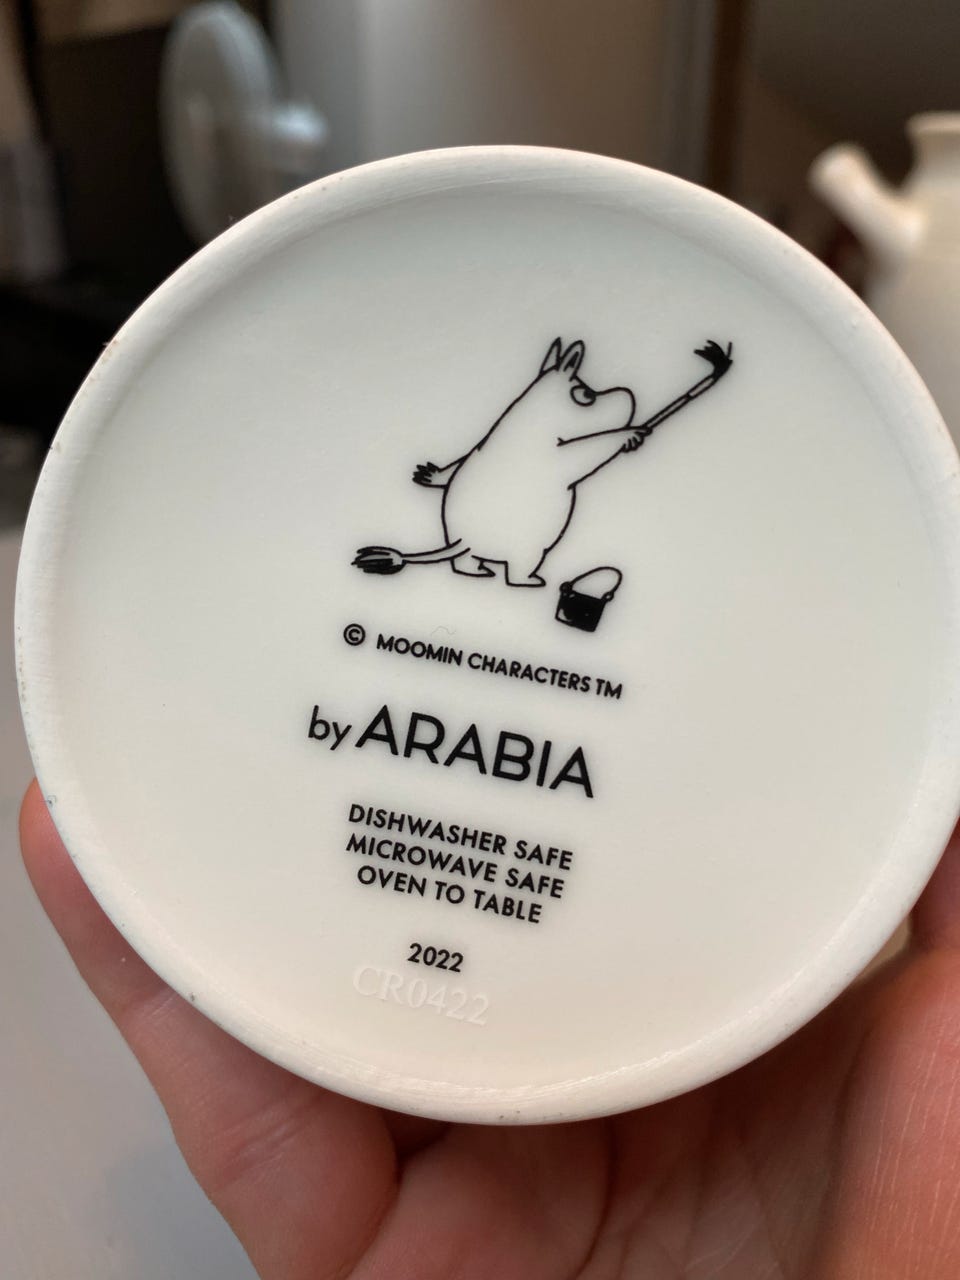 © MOOMIN CHARACTERS TM
by ARABIA
DISHWASHER SAFE
MICROWAVE SAFE
OVEN TO TABLE
2022
CR0422